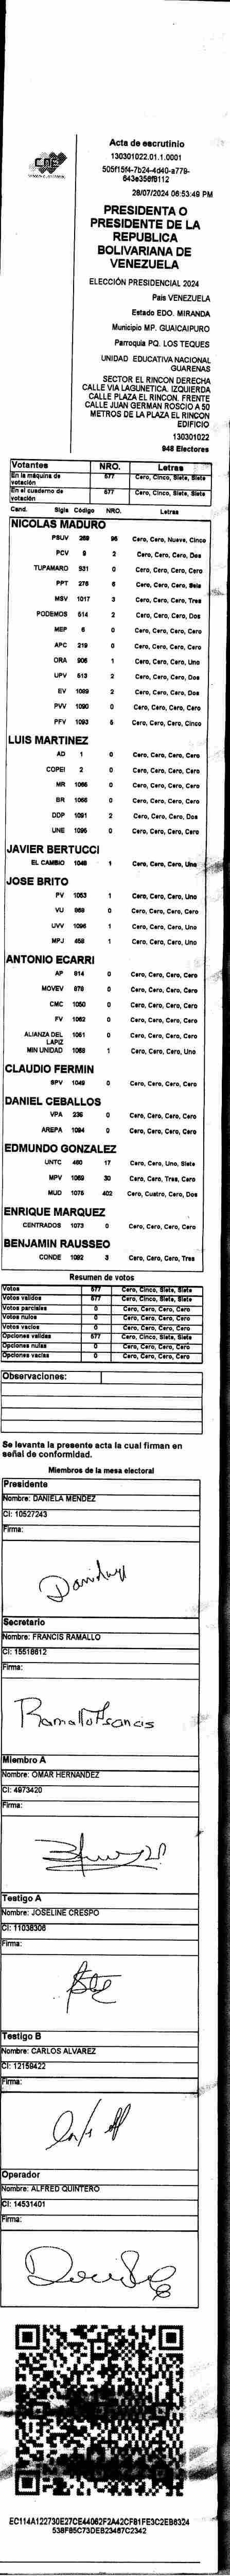 CNE
Acta de escrutinio
130301022.01.1.0001
505f15f4-7b24-4d40-a779-
643e356f8112
28/07/2024 06:53:49 PM
PRESIDENTA O
PRESIDENTE DE LA
REPUBLICA
BOLIVARIANA DE
VENEZUELA
ELECCIÓN PRESIDENCIAL 2024
Pais VENEZUELA
Estado EDO. MIRANDA
Municipio MP. GUAICAIPURO
Parroquia PQ. LOS TEQUES
UNIDAD EDUCATIVA NACIONAL
GUARENAS
SECTOR EL RINCON DERECHA
CALLE VIA LAGUNETICA. IZQUIERDA
CALLE PLAZA EL RINCON. FRENTE
CALLE JUAN GERMAN ROSCIO A 50
METROS DE LA PLAZA EL RINCON
EDIFICIO
130301022
948 Electores
Votantes NRO. Letras
En la máquina de votación 577 Cero, Cinco, Siete, Siete
En el cuaderno de votación 577 Cero, Cinco, Siete, Siete
Cand. Sigls Código NRO. Letras
NICOLAS MADURO
PSUV 269 95 Cero, Cero, Nueve, Cinco
PCV 9 2 Cero, Cero, Cero, Dos
TUPAMARO 931 0 Cero, Cero, Cero, Cero
PPT 276 6 Cero, Cero, Cero, Seis
MSV 1017 3 Cero, Cero, Cero, Tres
PODEMOS 514 2 Cero, Cero, Cero, Dos
MEP 6 0 Cero, Cero, Cero, Cero
APC 219 0 Cero, Cero, Cero, Cero
ORA 906 1 Cero, Cero, Cero, Uno
UPV 513 2 Cero, Cero, Cero, Dos
EV 1089 2 Cero, Cero, Cero, Dos
PVV 1090 0 Cero, Cero, Cero, Cero
PFV 1093 5 Cero, Cero, Cero, Cinco
LUIS MARTINEZ
AD 1 0 Cero, Cero, Cero, Cero
COPEI 2 0 Cero, Cero, Cero, Cero
MR 1065 0 Cero, Cero, Cero, Cero
BR 1066 0 Cero, Cero, Cero, Cero
DDP 1091 2 Cero, Cero, Cero, Dos
UNE 1095 0 Cero, Cero, Cero, Cero
JAVIER BERTUCCI
EL CAMBIO 1048 1 Cero, Cero, Cero, Uno
JOSE BRITO
PV 1053 1 Cero, Cero, Cero, Uno
VU 968 0 Cero, Cero, Cero, Cero
UVV 1096 1 Cero, Cero, Cero, Uno
MPJ 458 1 Cero, Cero, Cero, Uno
ANTONIO ECARRI
AP 814 0 Cero, Cero, Cero, Cero
MOVEV 878 0 Cero, Cero, Cero, Cero
CMC 1050 0 Cero, Cero, Cero, Cero
FV 1062 0 Cero, Cero, Cero, Cero
ALIANZA DEL LAPIZ 1051 0 Cero, Cero, Cero, Cero
MIN UNIDAD 1088 1 Cero, Cero, Cero, Uno
CLAUDIO FERMIN
SPV 1049 0 Cero, Cero, Cero, Cero
DANIEL CEBALLOS
VPA 236 0 Cero, Cero, Cero, Cero
AREPA 1094 0 Cero, Cero, Cero, Cero
EDMUNDO GONZALEZ
UNTC 460 17 Cero, Cero, Uno, Siete
MPV 1069 30 Cero, Cero, Tres, Cero
MUD 1075 402 Cero, Cuatro, Cero, Dos
ENRIQUE MARQUEZ
CENTRADOS 1073 0 Cero, Cero, Cero, Cero
BENJAMIN RAUSSEO
CONDE 1092 3 Cero, Cero, Cero, Tres
Resumen de votos
Votos 577 Cero, Cinco, Siete, Siete
Votos validos 577 Cero, Cinco, Siete, Siete
Votos parciales 0 Cero, Cero, Cero, Cero
Votos nulos 0 Cero, Cero, Cero, Cero
Votos vacios 0 Cero, Cero, Cero, Cero
Opciones validas 577 Cero, Cinco, Siete, Siete
Opciones nulas 0 Cero, Cero, Cero, Cero
Opciones vacias 0 Cero, Cero, Cero, Cero
Observaciones:
Se levanta la presente acta la cual firman en
señal de conformidad.
Miembros de la mesa electoral
Presidente
Nombre: DANIELA MENDEZ
CI: 10527243
Firma:
Secretario
Nombre: FRANCIS RAMALLO
CI: 15518612
Firma:
Ramallo Francis
Miembro A
Nombre: OMAR HERNANDEZ
CI: 4973420
Firma:
Testigo A
Nombre: JOSELINE CRESPO
CI: 11038306
Firma:
Testigo B
Nombre: CARLOS ALVAREZ
CI: 12159422
Firma:
Operador
Nombre: ALFRED QUINTERO
CI: 14531401
Firma:
EC114A122730E27CE44062F2A42CF81FE3C2EB6324
538F85C73DEB23467C2342